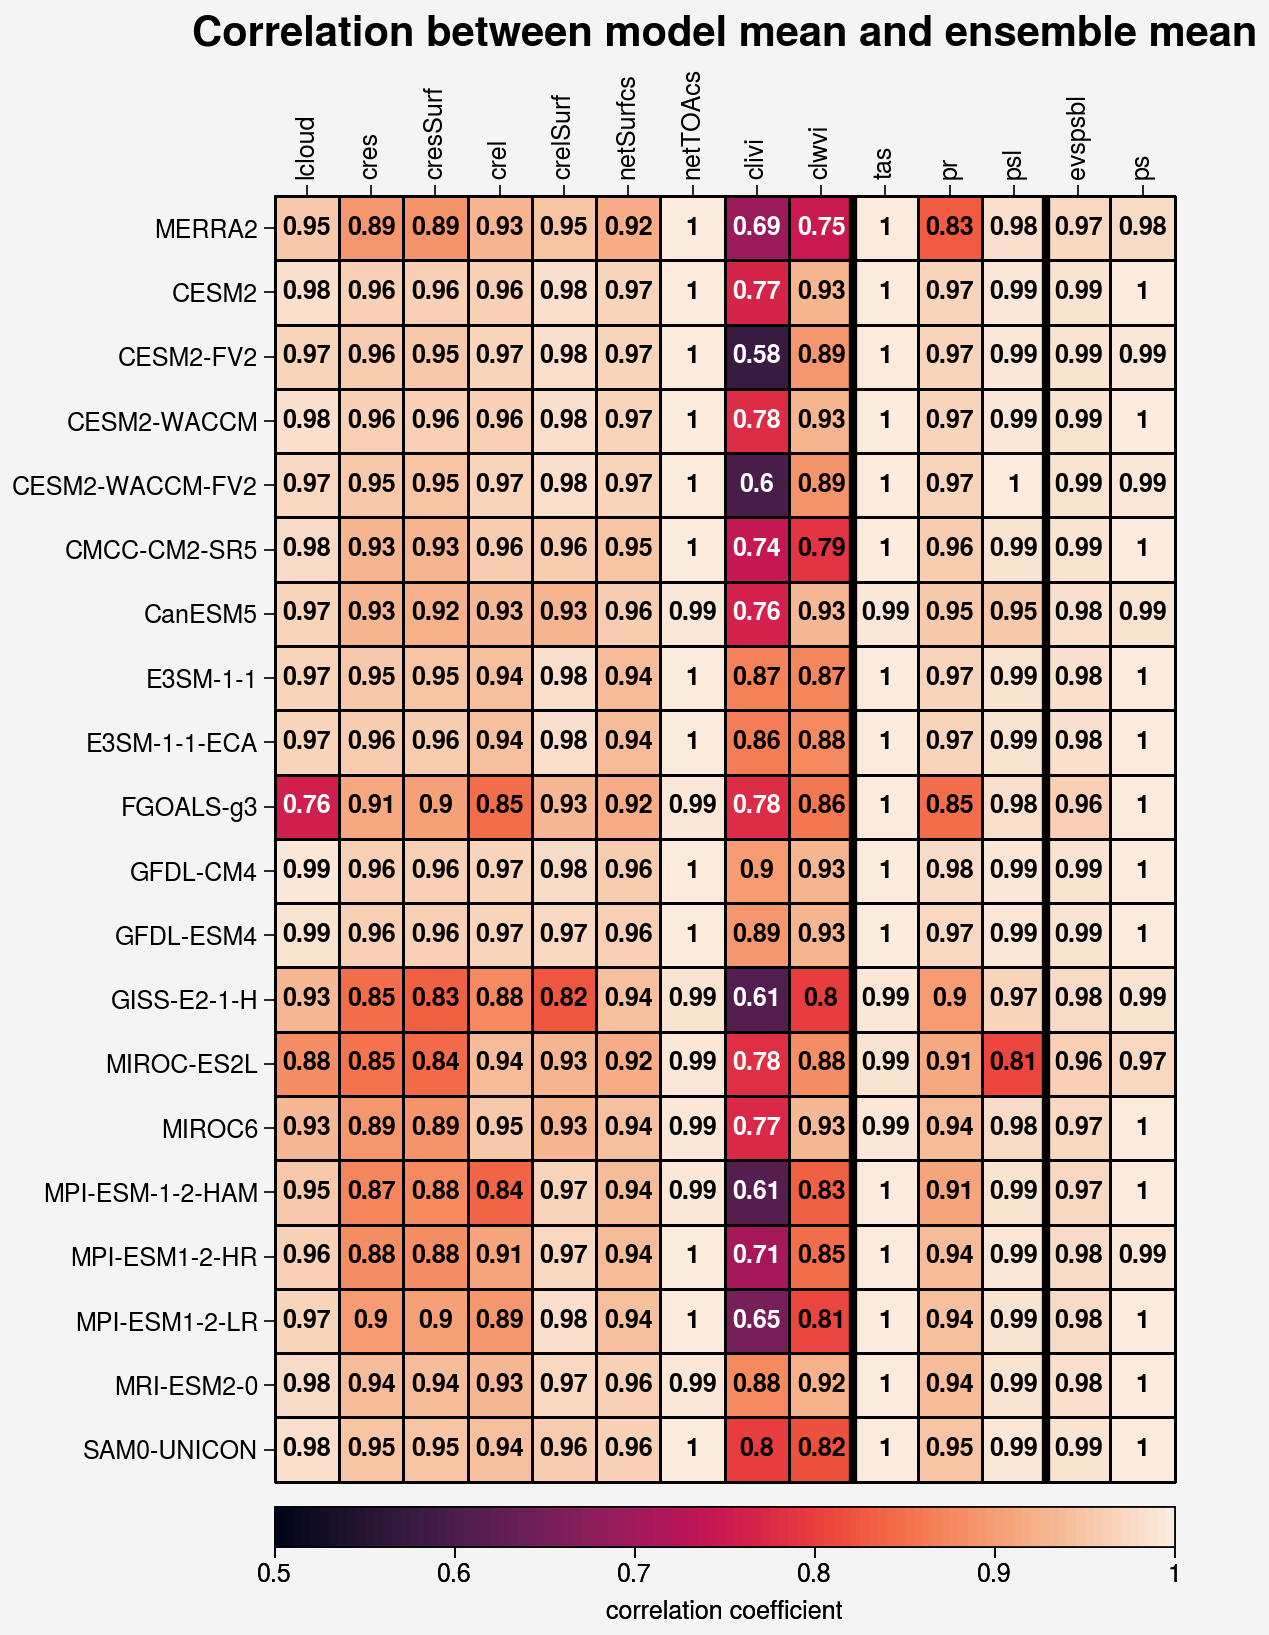 Correlation between model mean and ensemble mean
lcloud cres cresSurf crel crelSurf netSurfcs netTOAcs clivi clwvi tas pr psl evspsbl ps
MERRA2 0.95 0.89 0.89 0.93 0.95 0.92 1 0.69 0.75 1 0.83 0.98 0.97 0.98
CESM2 0.98 0.96 0.96 0.96 0.98 0.97 1 0.77 0.93 1 0.97 0.99 0.99 1
CESM2-FV2 0.97 0.96 0.95 0.97 0.98 0.97 1 0.58 0.89 1 0.97 0.99 0.99 0.99
CESM2-WACCM 0.98 0.96 0.96 0.96 0.98 0.97 1 0.78 0.93 1 0.97 0.99 0.99 1
CESM2-WACCM-FV2 0.97 0.95 0.95 0.97 0.98 0.97 1 0.6 0.89 1 0.97 1 0.99 0.99
CMCC-CM2-SR5 0.98 0.93 0.93 0.96 0.96 0.95 1 0.74 0.79 1 0.96 0.99 0.99 1
CanESM5 0.97 0.93 0.92 0.93 0.93 0.96 0.99 0.76 0.93 0.99 0.95 0.95 0.98 0.99
E3SM-1-1 0.97 0.95 0.95 0.94 0.98 0.94 1 0.87 0.87 1 0.97 0.99 0.98 1
E3SM-1-1-ECA 0.97 0.96 0.96 0.94 0.98 0.94 1 0.86 0.88 1 0.97 0.99 0.98 1
FGOALS-g3 0.76 0.91 0.9 0.85 0.93 0.92 0.99 0.78 0.86 1 0.85 0.98 0.96 1
GFDL-CM4 0.99 0.96 0.96 0.97 0.98 0.96 1 0.9 0.93 1 0.98 0.99 0.99 1
GFDL-ESM4 0.99 0.96 0.96 0.97 0.97 0.96 1 0.89 0.93 1 0.97 0.99 0.99 1
GISS-E2-1-H 0.93 0.85 0.83 0.88 0.82 0.94 0.99 0.61 0.8 0.99 0.9 0.97 0.98 0.99
MIROC-ES2L 0.88 0.85 0.84 0.94 0.93 0.92 0.99 0.78 0.88 0.99 0.91 0.81 0.96 0.97
MIROC6 0.93 0.89 0.89 0.95 0.93 0.94 0.99 0.77 0.93 0.99 0.94 0.98 0.97 1
MPI-ESM-1-2-HAM 0.95 0.87 0.88 0.84 0.97 0.94 0.99 0.61 0.83 1 0.91 0.99 0.97 1
MPI-ESM1-2-HR 0.96 0.88 0.88 0.91 0.97 0.94 1 0.71 0.85 1 0.94 0.99 0.98 0.99
MPI-ESM1-2-LR 0.97 0.9 0.9 0.89 0.98 0.94 1 0.65 0.81 1 0.94 0.99 0.98 1
MRI-ESM2-0 0.98 0.94 0.94 0.93 0.97 0.96 0.99 0.88 0.92 1 0.94 0.99 0.98 1
SAM0-UNICON 0.98 0.95 0.95 0.94 0.96 0.96 1 0.8 0.82 1 0.95 0.99 0.99 1
0.5 0.6 0.7 0.8 0.9 1
correlation coefficient